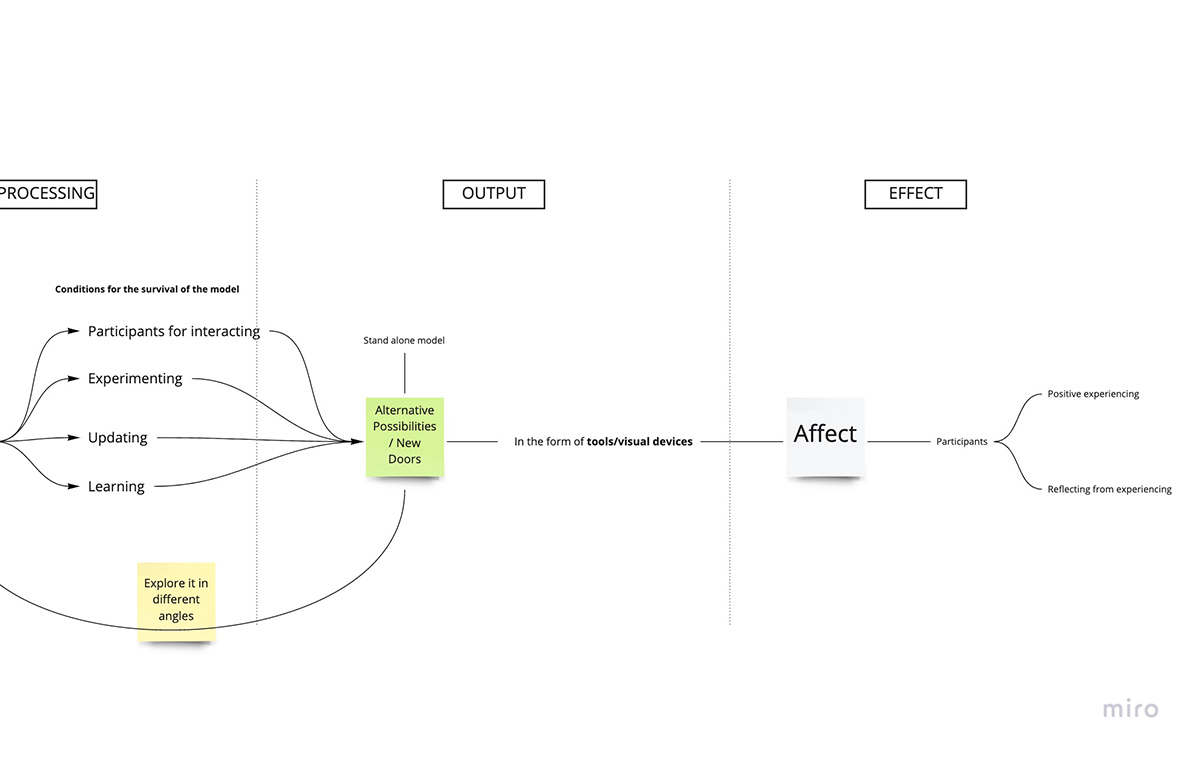 PROCESSING
OUTPUT
EFFECT
Conditions for the survival of the model
Participants for interacting
Experimenting
Updating
Learning
Stand alone model
Alternative
Possibilities
/ New
Doors
In the form of tools/visual devices
Affect
Participants
Positive experiencing
Reflecting from experiencing
Explore it in
different
angles
miro